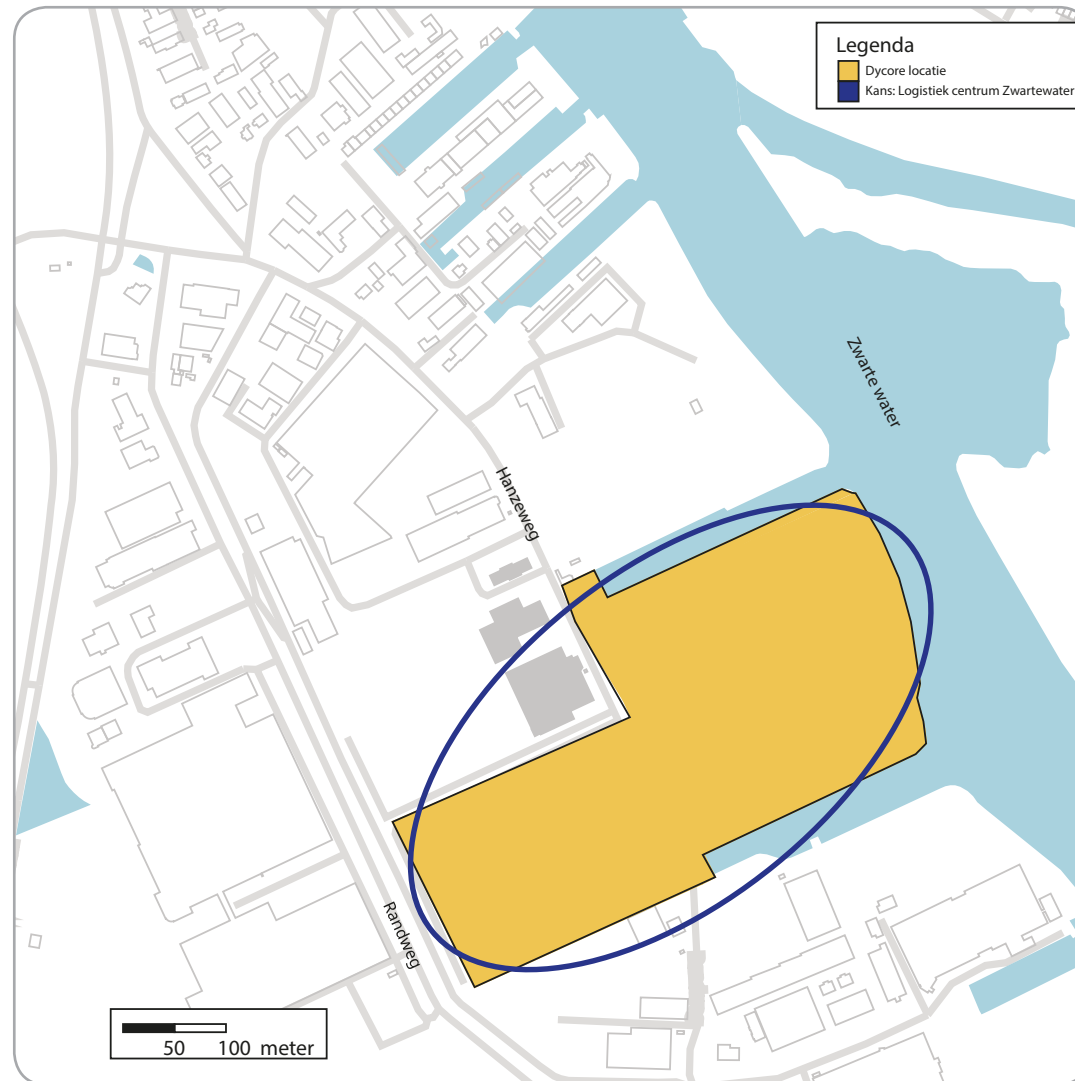 Legenda
Dycore locatie
Kans: Logistiek centrum Zwartewater
Zwarte water
Hanzeweg
Randweg
50 100 meter